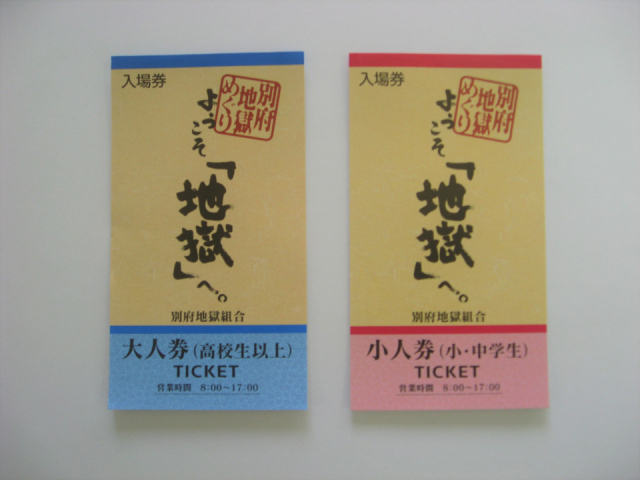 入場券
別府
地獄
めぐり
ようこそ
「地獄」へ。
別府地獄組合
大人券(高校生以上)
TICKET
営業時間 8:00～17:00
入場券
別府
地獄
めぐり
ようこそ
「地獄」へ。
別府地獄組合
小人券(小・中学生)
TICKET
営業時間 8:00～17:00